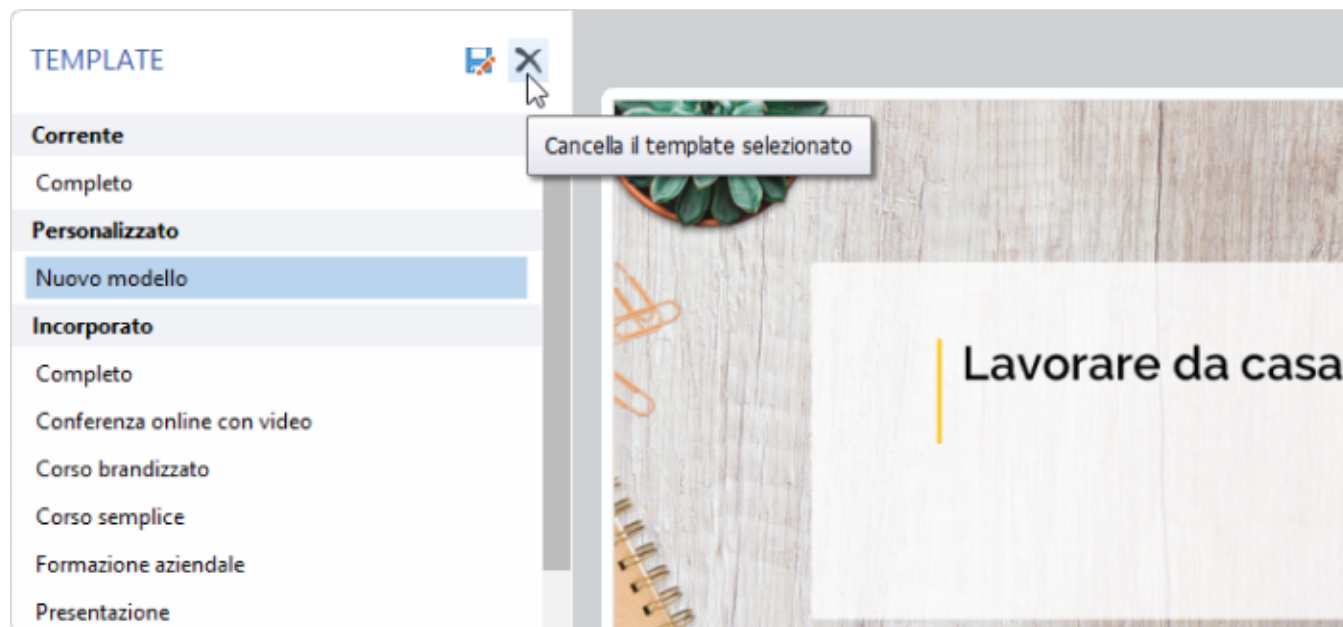 TEMPLATE
Corrente
Cancella il template selezionato
Completo
Personalizzato
Nuovo modello
Incorporato
Completo
Conferenza online con video
Corso brandizzato
Corso semplice
Formazione aziendale
Presentazione
Lavorare da casa